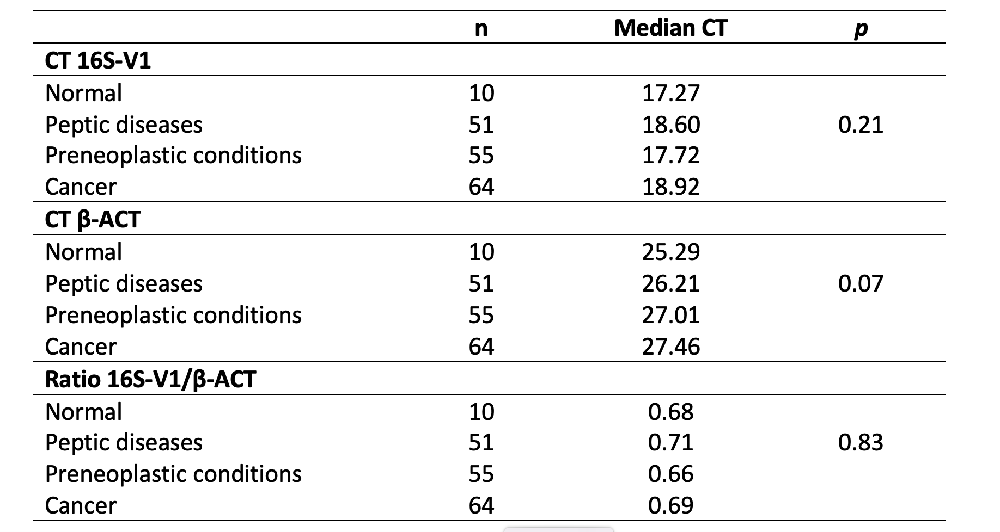 n Median CT p
CT 16S-V1
Normal 10 17.27
Peptic diseases 51 18.60 0.21
Preneoplastic conditions 55 17.72
Cancer 64 18.92
CT β-ACT
Normal 10 25.29
Peptic diseases 51 26.21 0.07
Preneoplastic conditions 55 27.01
Cancer 64 27.46
Ratio 16S-V1/β-ACT
Normal 10 0.68
Peptic diseases 51 0.71 0.83
Preneoplastic conditions 55 0.66
Cancer 64 0.69